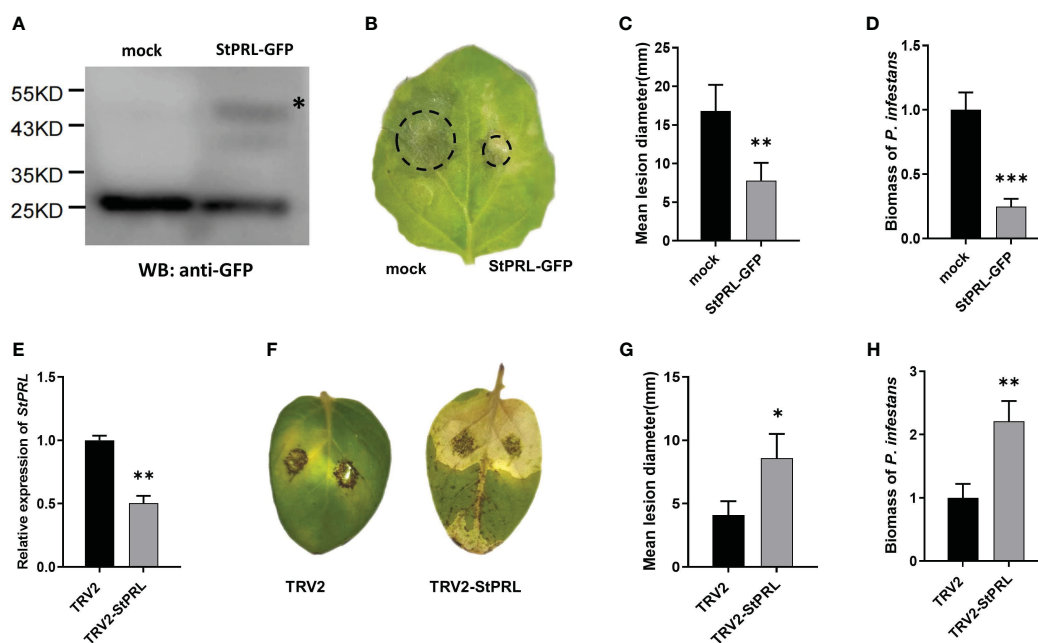 A
mock
StPRL-GFP
55KD
43KD
35KD
25KD
*
WB: anti-GFP
B
mock
StPRL-GFP
C
Mean lesion diameter(mm)
25
20
15
10
5
0
**
mock
StPRL-GFP
D
Biomass of P. infestans
1.5
1.0
0.5
0.0
***
mock
StPRL-GFP
E
Relative expression of StPRL
1.5
1.0
0.5
0.0
**
TRV2
TRV2-StPRL
F
TRV2
TRV2-StPRL
G
Mean lesion diameter(mm)
15
10
5
0
*
TRV2
TRV2-StPRL
H
Biomass of P. infestans
3
2
1
0
**
TRV2
TRV2-StPRL